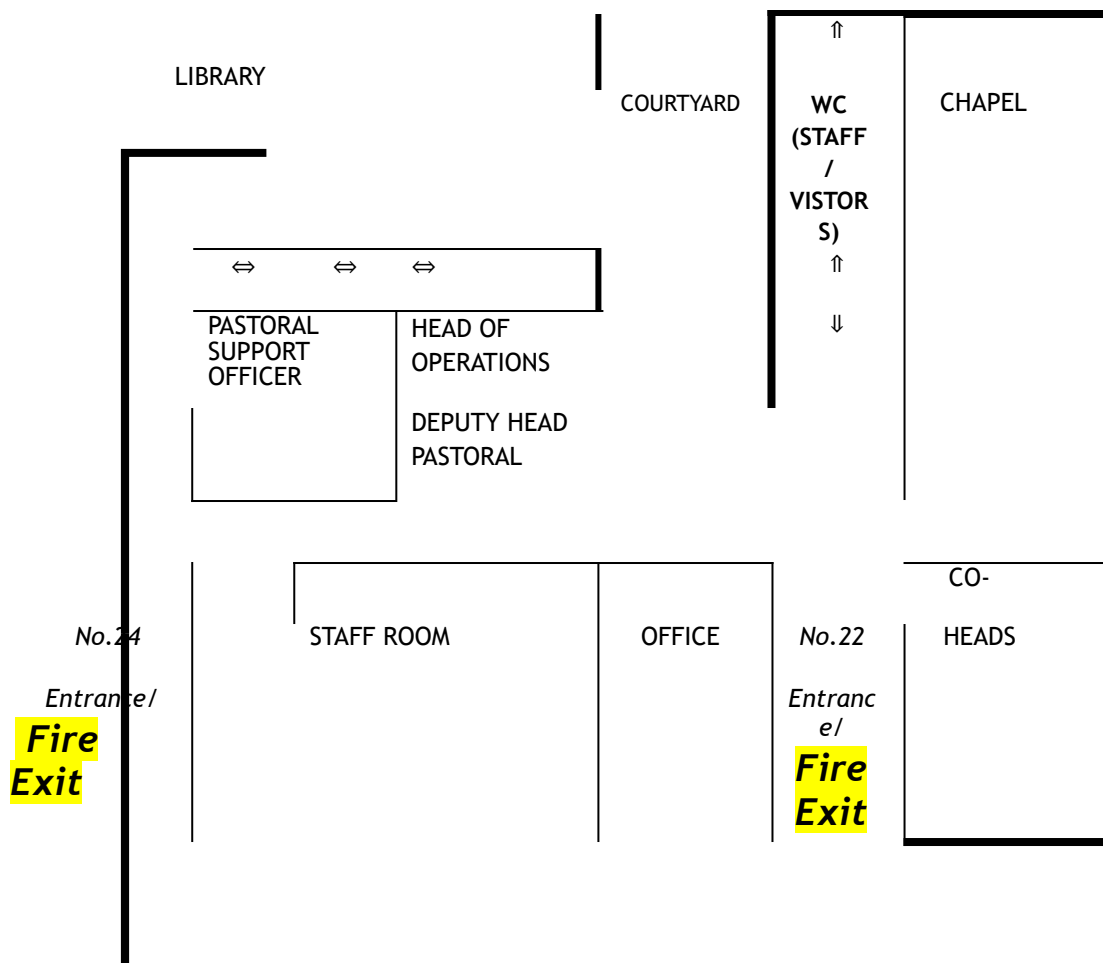 ⇑
LIBRARY
COURTYARD
WC
(STAFF
/
VISTOR
S)
⇑
⇓
CHAPEL
⇔ ⇔ ⇔
PASTORAL
SUPPORT
OFFICER
HEAD OF
OPERATIONS
DEPUTY HEAD
PASTORAL
No.24
Entrance/
Fire
Exit
STAFF ROOM
OFFICE
No.22
Entranc
e/
Fire
Exit
CO-
HEADS